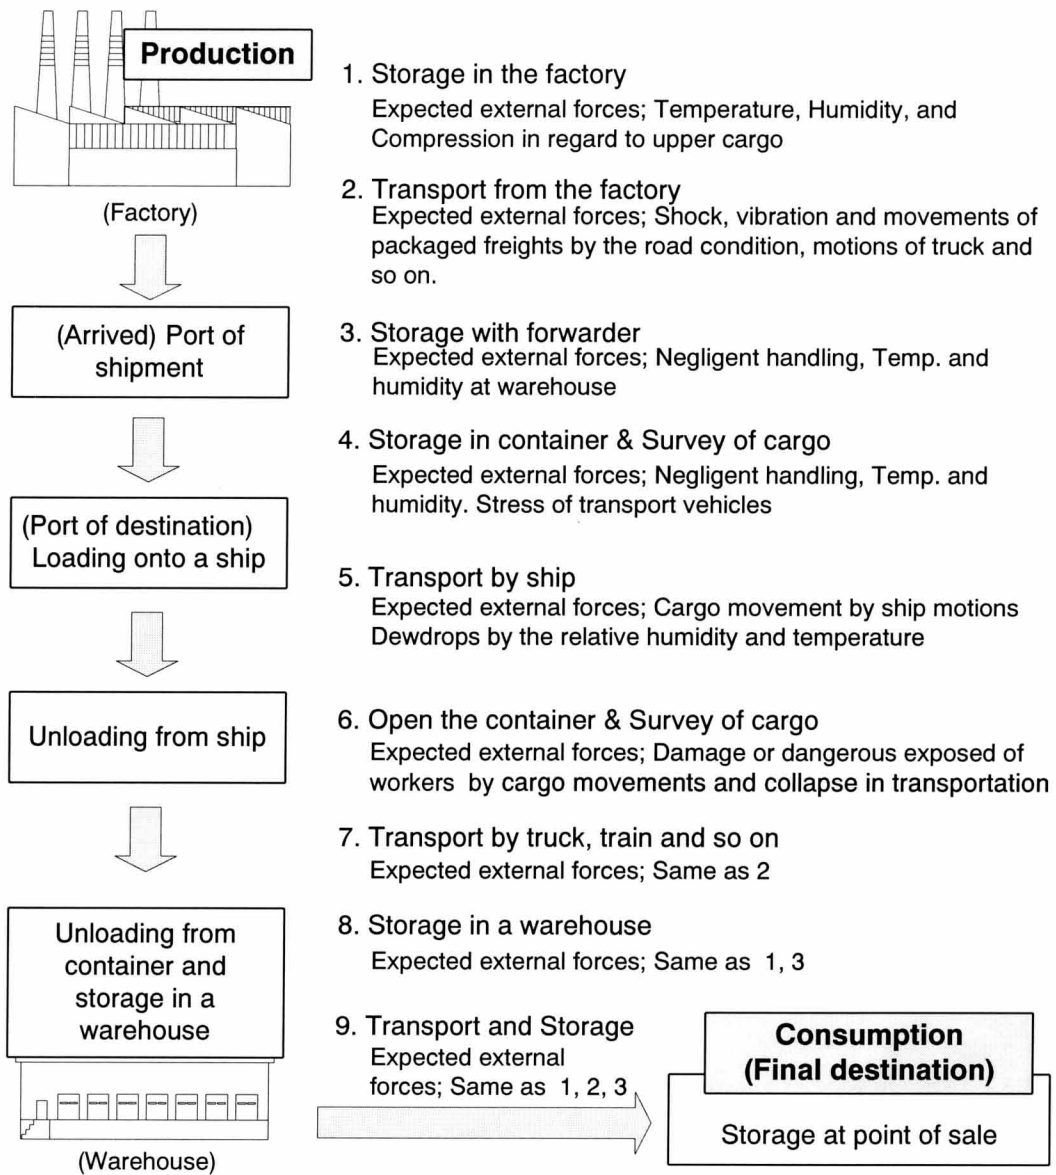 Production
(Factory)
1. Storage in the factory
Expected external forces; Temperature, Humidity, and
Compression in regard to upper cargo
2. Transport from the factory
Expected external forces; Shock, vibration and movements of
packaged freights by the road condition, motions of truck and
so on.
(Arrived) Port of
shipment
3. Storage with forwarder
Expected external forces; Negligent handling, Temp. and
humidity at warehouse
4. Storage in container & Survey of cargo
Expected external forces; Negligent handling, Temp. and
humidity. Stress of transport vehicles
(Port of destination)
Loading onto a ship
5. Transport by ship
Expected external forces; Cargo movement by ship motions
Dewdrops by the relative humidity and temperature
Unloading from ship
6. Open the container & Survey of cargo
Expected external forces; Damage or dangerous exposed of
workers by cargo movements and collapse in transportation
7. Transport by truck, train and so on
Expected external forces; Same as 2
Unloading from
container and
storage in a
warehouse
(Warehouse)
8. Storage in a warehouse
Expected external forces; Same as 1, 3
9. Transport and Storage
Expected external
forces; Same as 1, 2, 3
Consumption
(Final destination)
Storage at point of sale